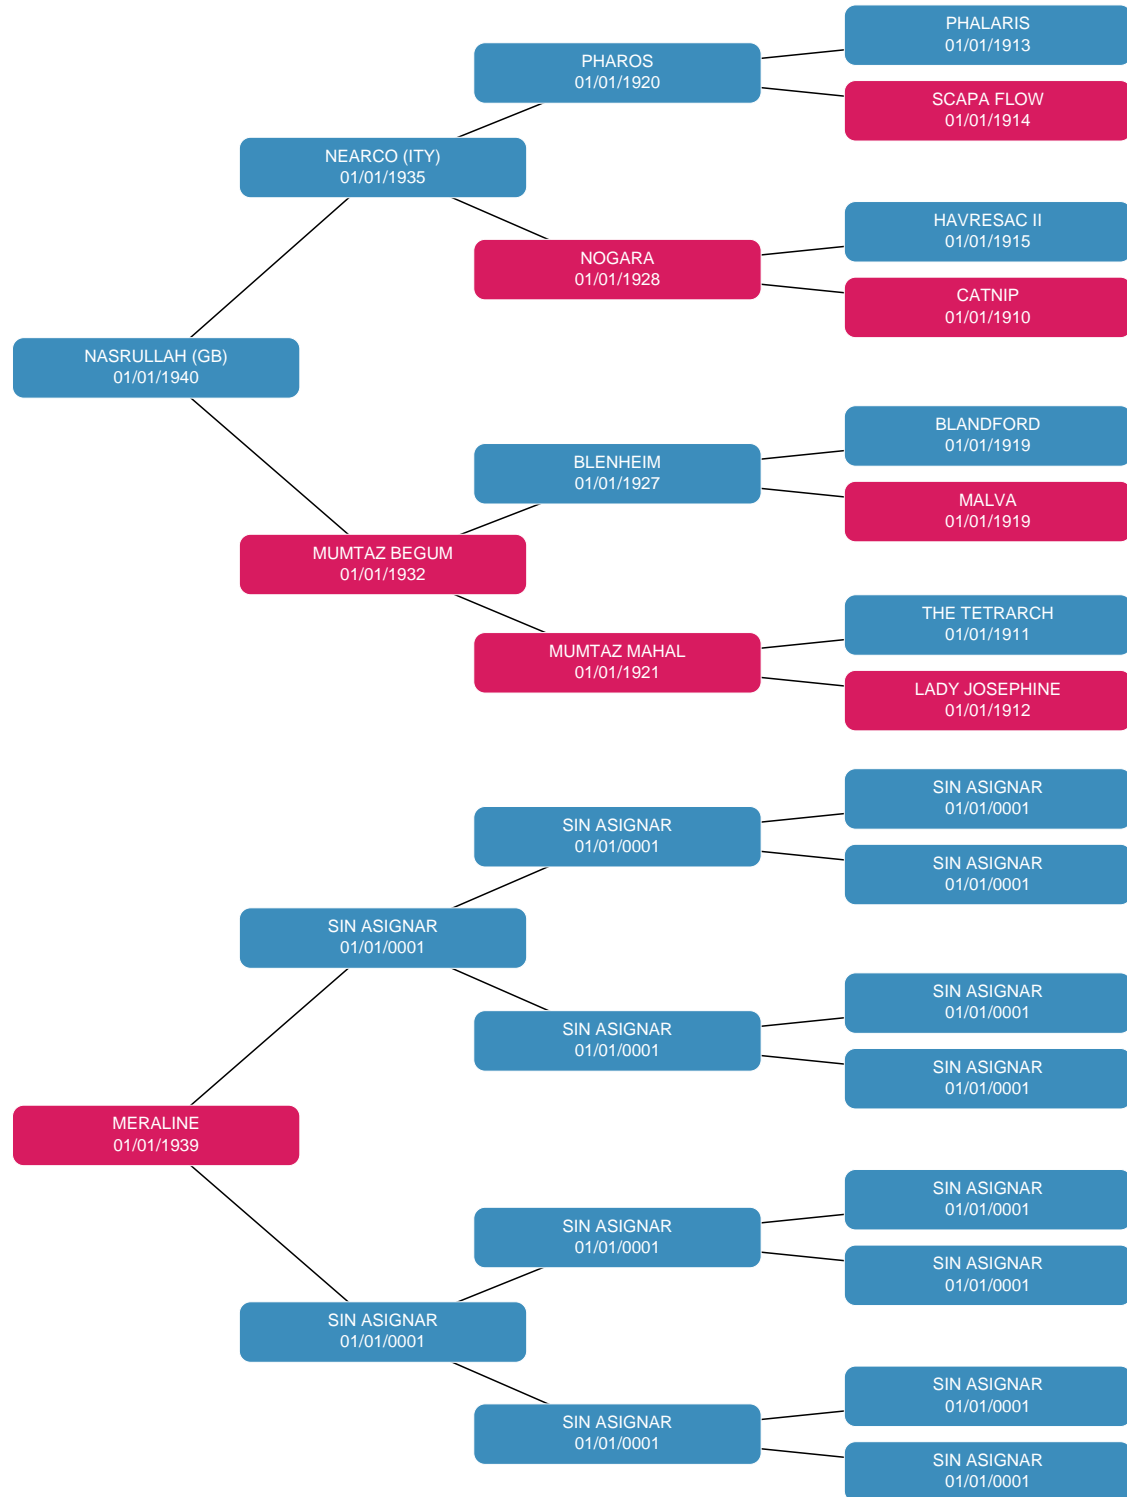 PHALARIS
01/01/1913
PHAROS
01/01/1920
SCAPA FLOW
01/01/1914
NEARCO (ITY)
01/01/1935
HAVRESAC II
01/01/1915
NOGARA
01/01/1928
CATNIP
01/01/1910
NASRULLAH (GB)
01/01/1940
BLANDFORD
01/01/1919
BLENHEIM
01/01/1927
MALVA
01/01/1919
MUMTAZ BEGUM
01/01/1932
THE TETRARCH
01/01/1911
MUMTAZ MAHAL
01/01/1921
LADY JOSEPHINE
01/01/1912
SIN ASIGNAR
01/01/0001
SIN ASIGNAR
01/01/0001
SIN ASIGNAR
01/01/0001
SIN ASIGNAR
01/01/0001
SIN ASIGNAR
01/01/0001
SIN ASIGNAR
01/01/0001
SIN ASIGNAR
01/01/0001
MERALINE
01/01/1939
SIN ASIGNAR
01/01/0001
SIN ASIGNAR
01/01/0001
SIN ASIGNAR
01/01/0001
SIN ASIGNAR
01/01/0001
SIN ASIGNAR
01/01/0001
SIN ASIGNAR
01/01/0001
SIN ASIGNAR
01/01/0001